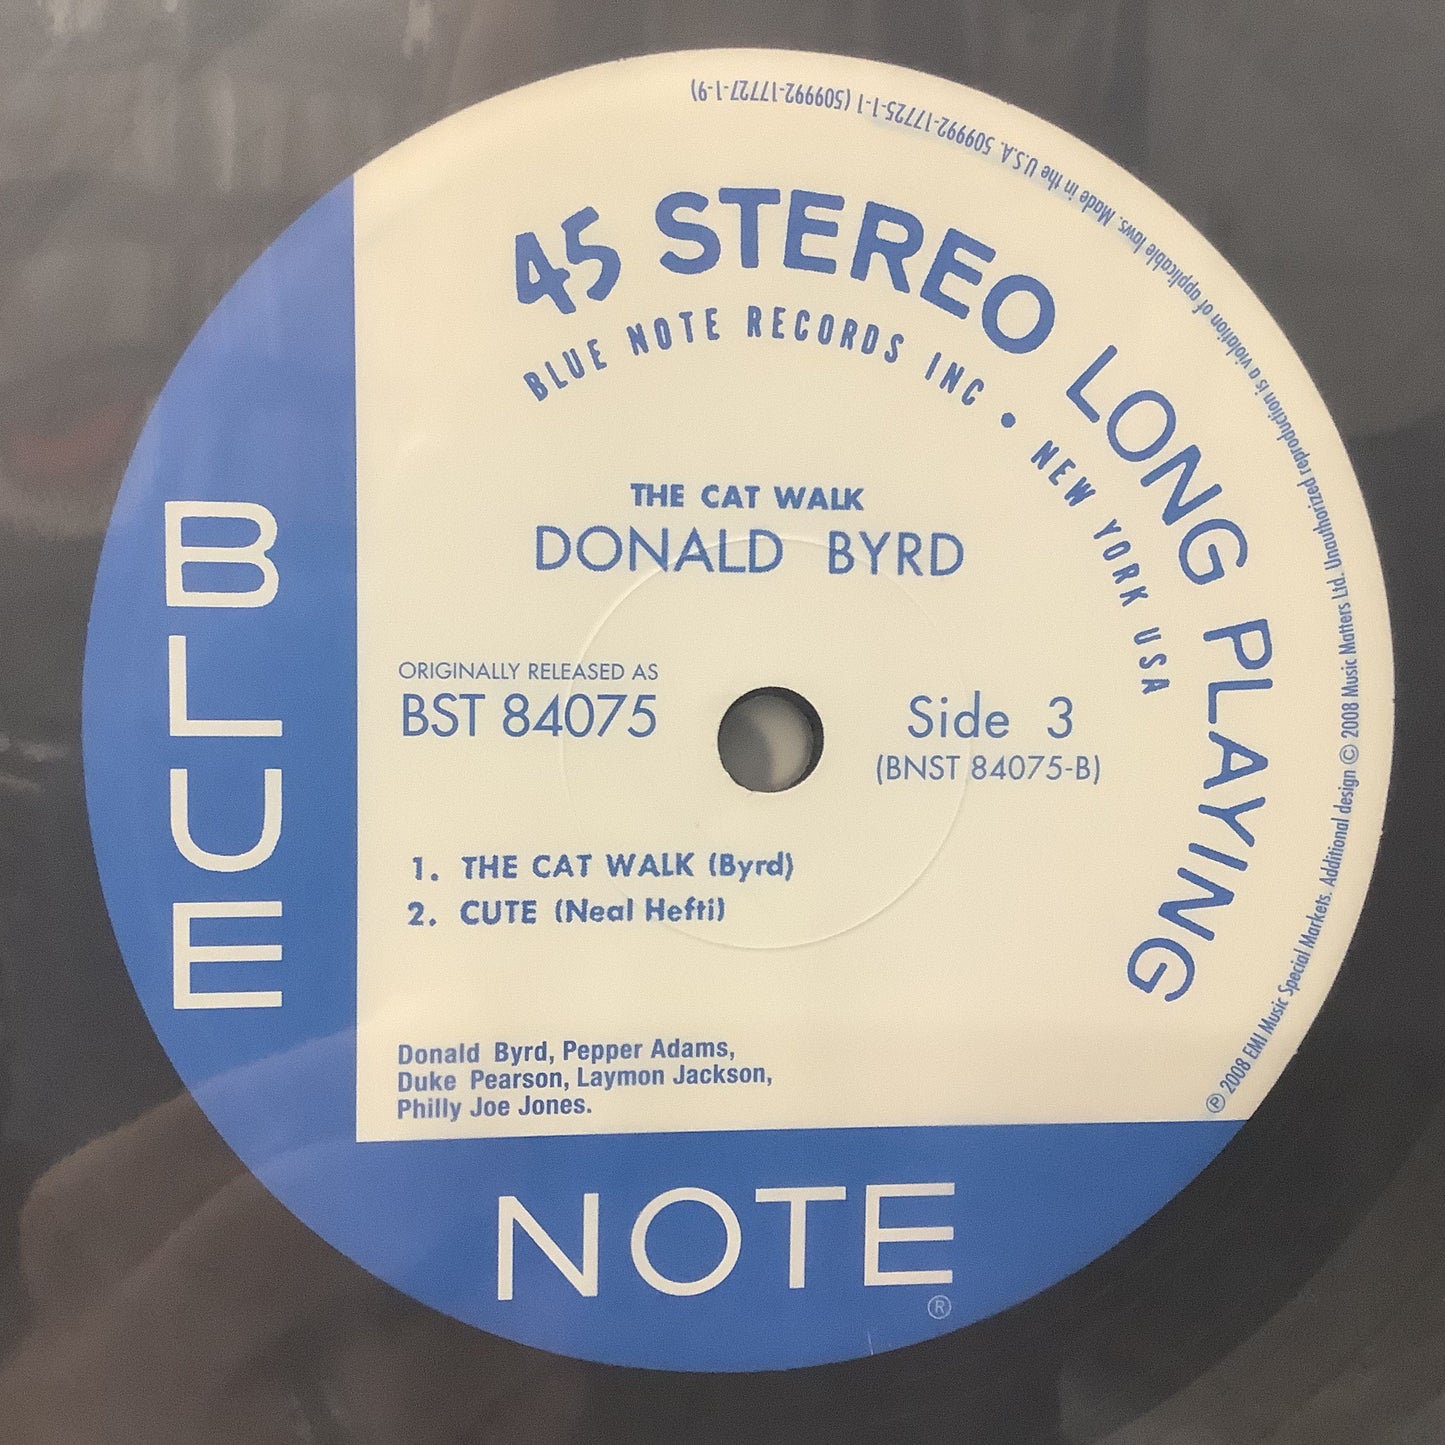 45 STEREO LONG PLAYING
BLUE NOTE RECORDS INC • NEW YORK USA
THE CAT WALK
DONALD BYRD
ORIGINALLY RELEASED AS
BST 84075
Side 3
(BNST 84075-B)
1. THE CAT WALK (Byrd)
2. CUTE (Neal Hefti)
Donald Byrd, Pepper Adams,
Duke Pearson, Laymon Jackson,
Philly Joe Jones.
BLUE
NOTE®
℗ 2008 EMI Music Special Markets. Additional design © 2008 Music Matters Ltd. Unauthorized reproduction is a violation of applicable laws. Made in the U.S.A. 509992-17725-1-1 (509992-17727-1-9)